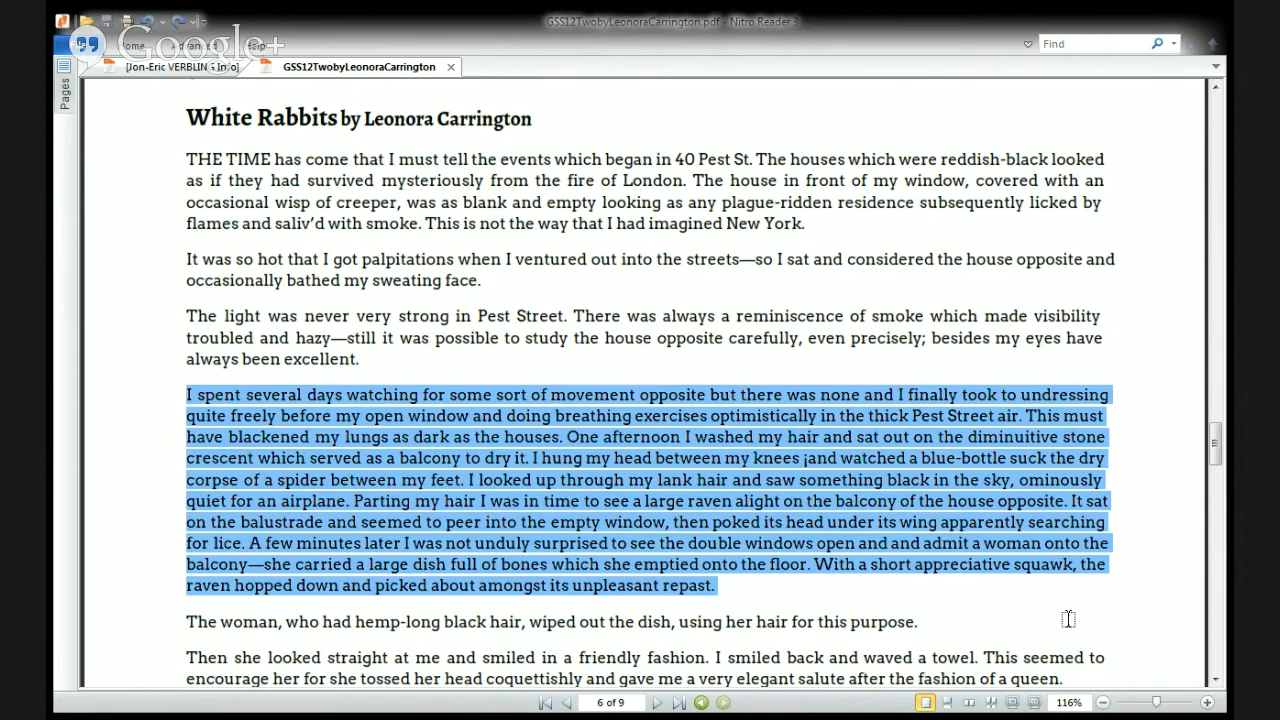 GSS12TwobyLeonoraCarrington.pdf - Nitro Reader 3
Google+
Home Advanced Help
Find
[Jon-Eric VERBLING Info] GSS12TwobyLeonoraCarrington
Pages
White Rabbits by Leonora Carrington
THE TIME has come that I must tell the events which began in 40 Pest St. The houses which were reddish-black looked
as if they had survived mysteriously from the fire of London. The house in front of my window, covered with an
occasional wisp of creeper, was as blank and empty looking as any plague-ridden residence subsequently licked by
flames and saliv’d with smoke. This is not the way that I had imagined New York.
It was so hot that I got palpitations when I ventured out into the streets—so I sat and considered the house opposite and
occasionally bathed my sweating face.
The light was never very strong in Pest Street. There was always a reminiscence of smoke which made visibility
troubled and hazy—still it was possible to study the house opposite carefully, even precisely; besides my eyes have
always been excellent.
I spent several days watching for some sort of movement opposite but there was none and I finally took to undressing
quite freely before my open window and doing breathing exercises optimistically in the thick Pest Street air. This must
have blackened my lungs as dark as the houses. One afternoon I washed my hair and sat out on the diminuitive stone
crescent which served as a balcony to dry it. I hung my head between my knees ¡and watched a blue-bottle suck the dry
corpse of a spider between my feet. I looked up through my lank hair and saw something black in the sky, ominously
quiet for an airplane. Parting my hair I was in time to see a large raven alight on the balcony of the house opposite. It sat
on the balustrade and seemed to peer into the empty window, then poked its head under its wing apparently searching
for lice. A few minutes later I was not unduly surprised to see the double windows open and and admit a woman onto the
balcony—she carried a large dish full of bones which she emptied onto the floor. With a short appreciative squawk, the
raven hopped down and picked about amongst its unpleasant repast.
The woman, who had hemp-long black hair, wiped out the dish, using her hair for this purpose.
Then she looked straight at me and smiled in a friendly fashion. I smiled back and waved a towel. This seemed to
encourage her for she tossed her head coquettishly and gave me a very elegant salute after the fashion of a queen.
6 of 9
116%